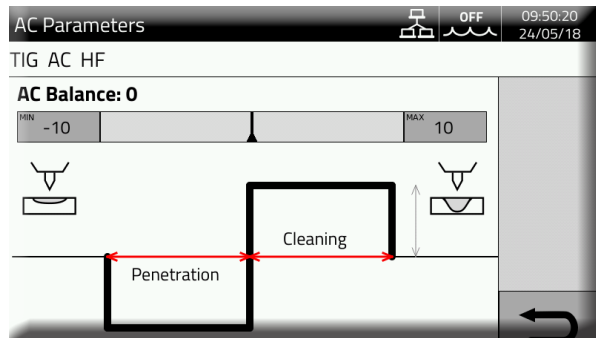 AC Parameters
OFF
09:50:20
24/05/18
TIG AC HF
AC Balance: 0
MIN -10
MAX 10
Cleaning
Penetration